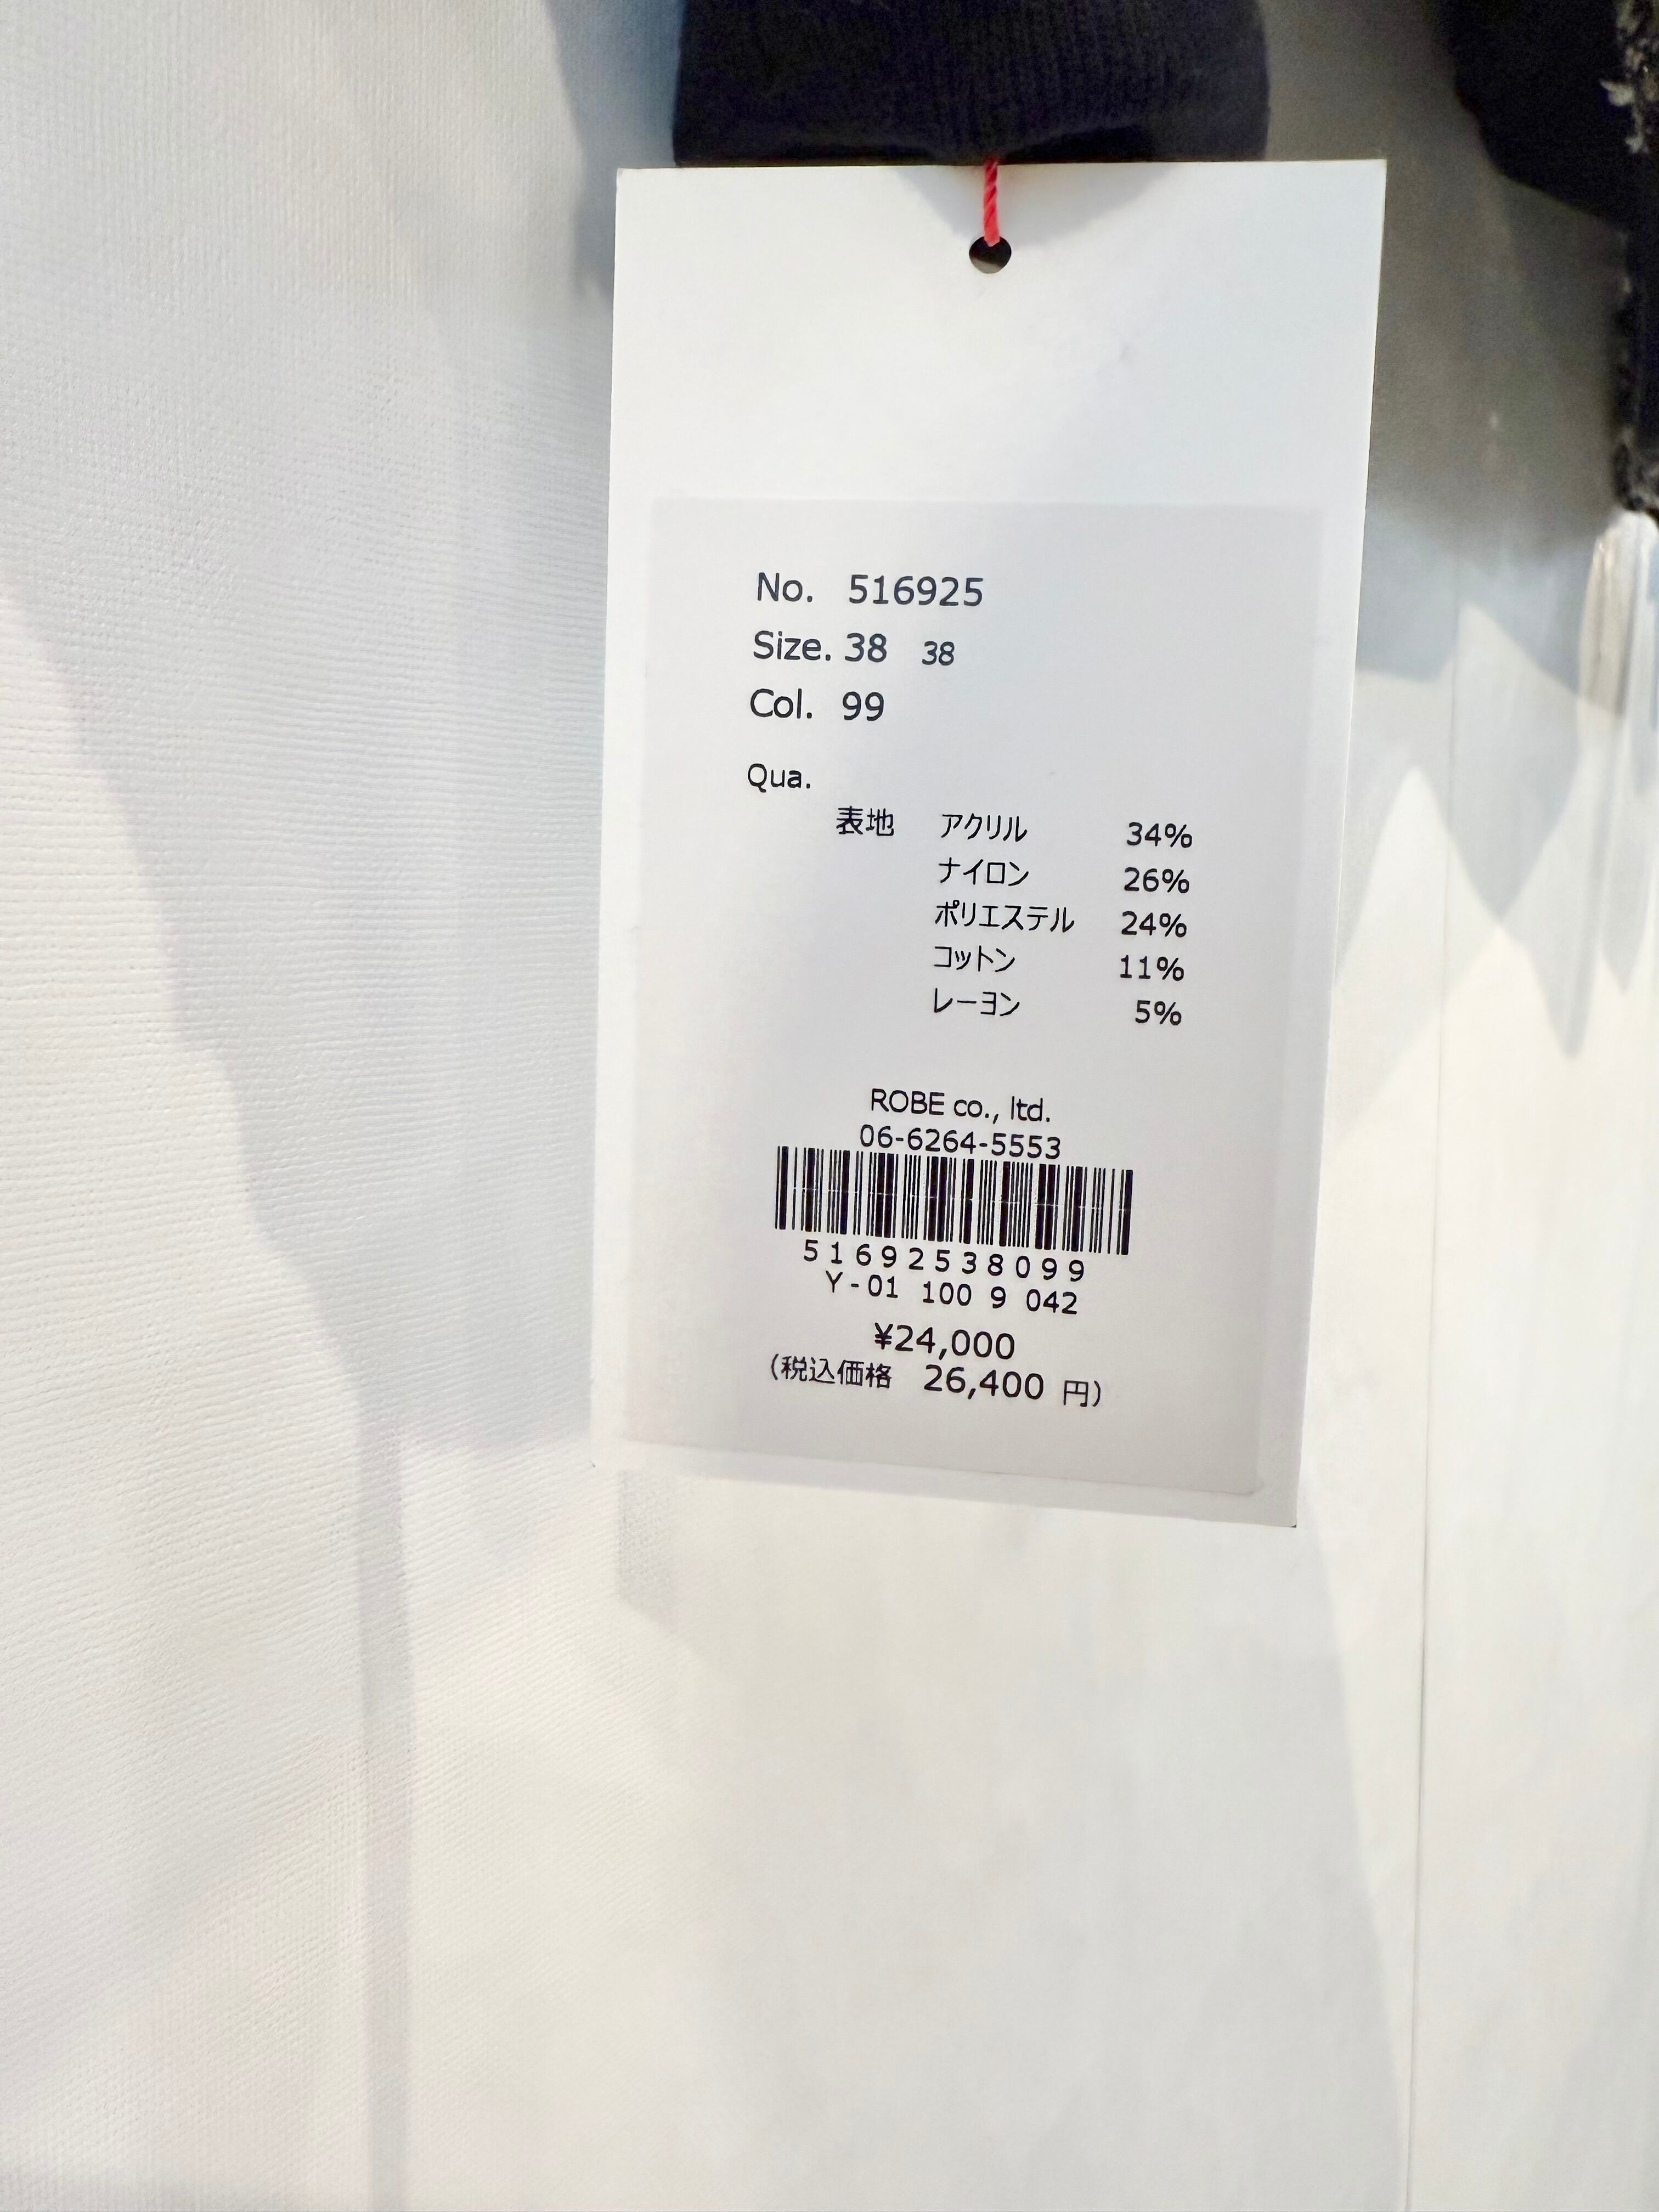 No. 516925
Size. 38 38
Col. 99
Qua.
表地 アクリル 34%
ナイロン 26%
ポリエステル 24%
コットン 11%
レーヨン 5%
ROBE co., ltd.
06-6264-5553
51692538099
Y-01 100 9 042
¥24,000
(税込価格 26,400 円)